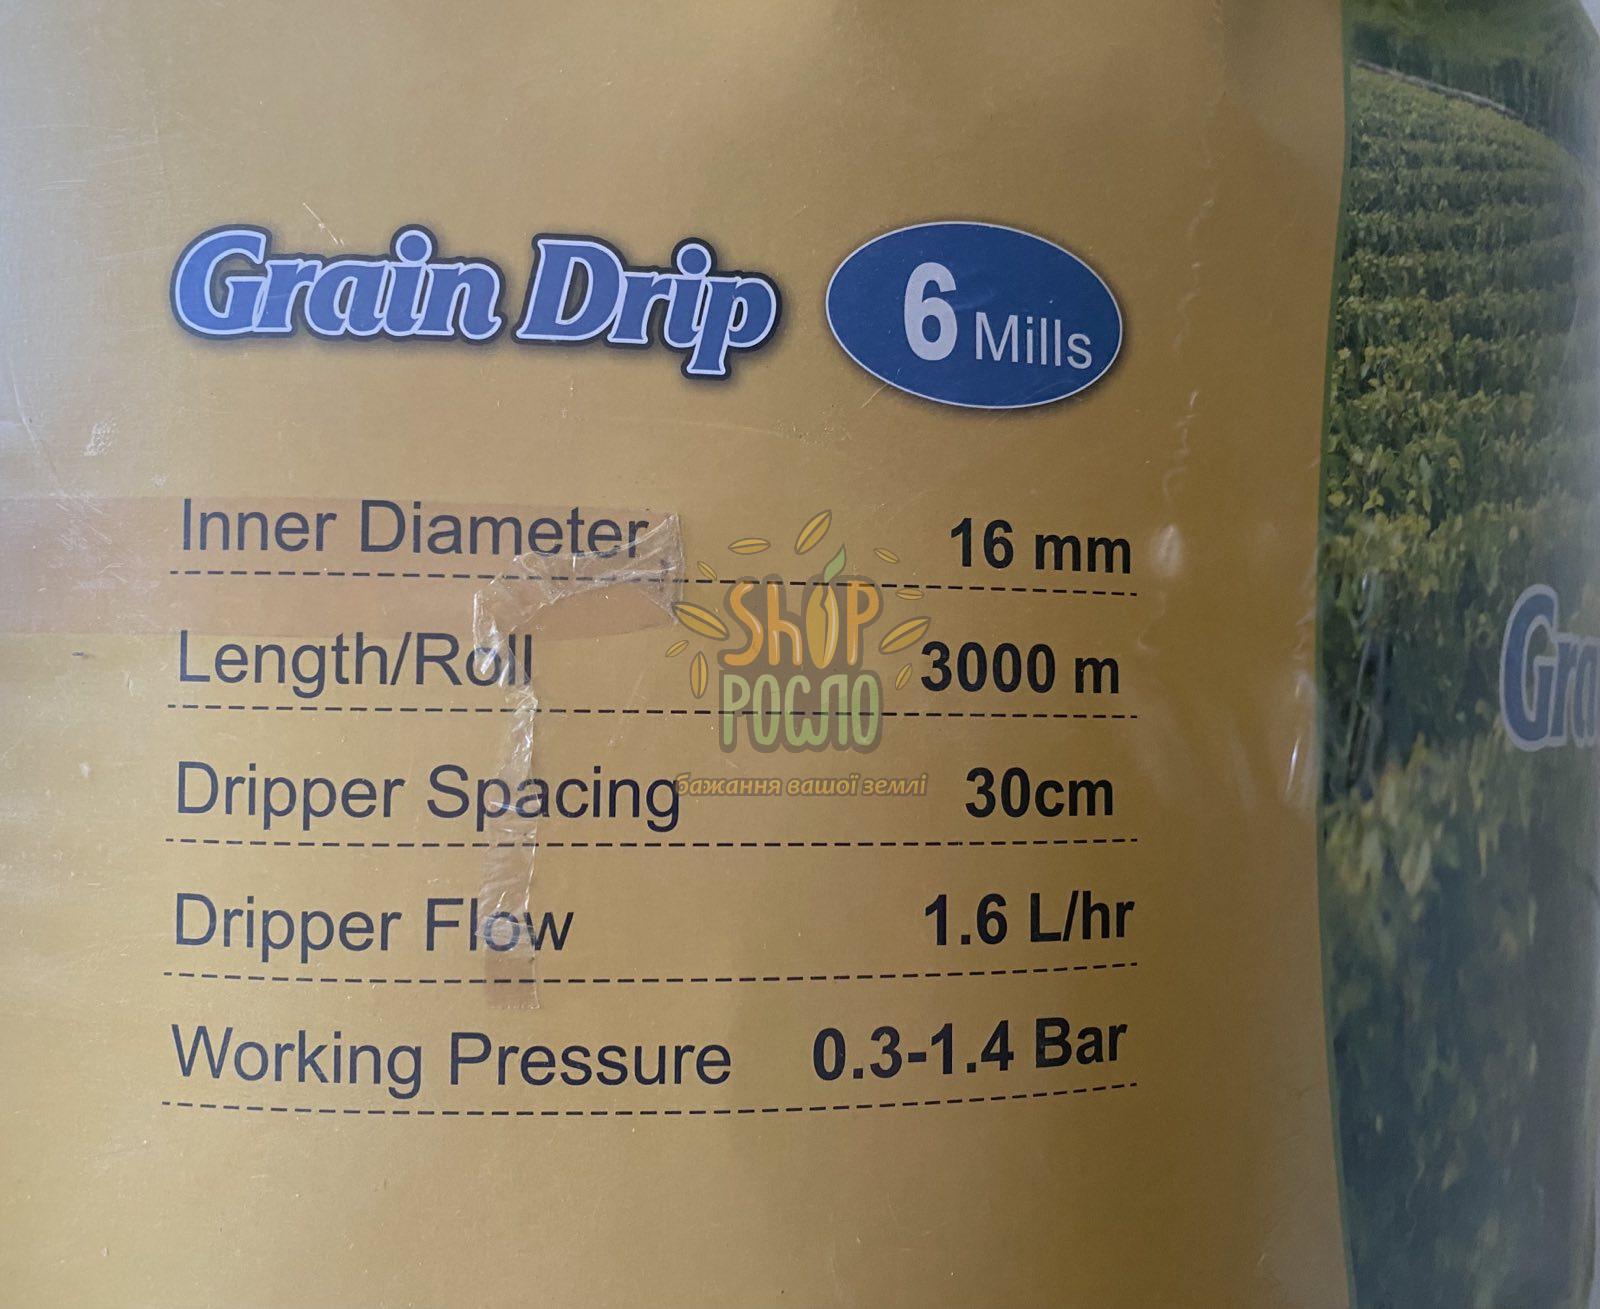 Grain Drip 6 Mills
Inner Diameter 16 mm
Length/Roll 3000 m
Dripper Spacing 30cm
Dripper Flow 1.6 L/hr
Working Pressure 0.3-1.4 Bar
Shop
Росло
бажання вашої землі